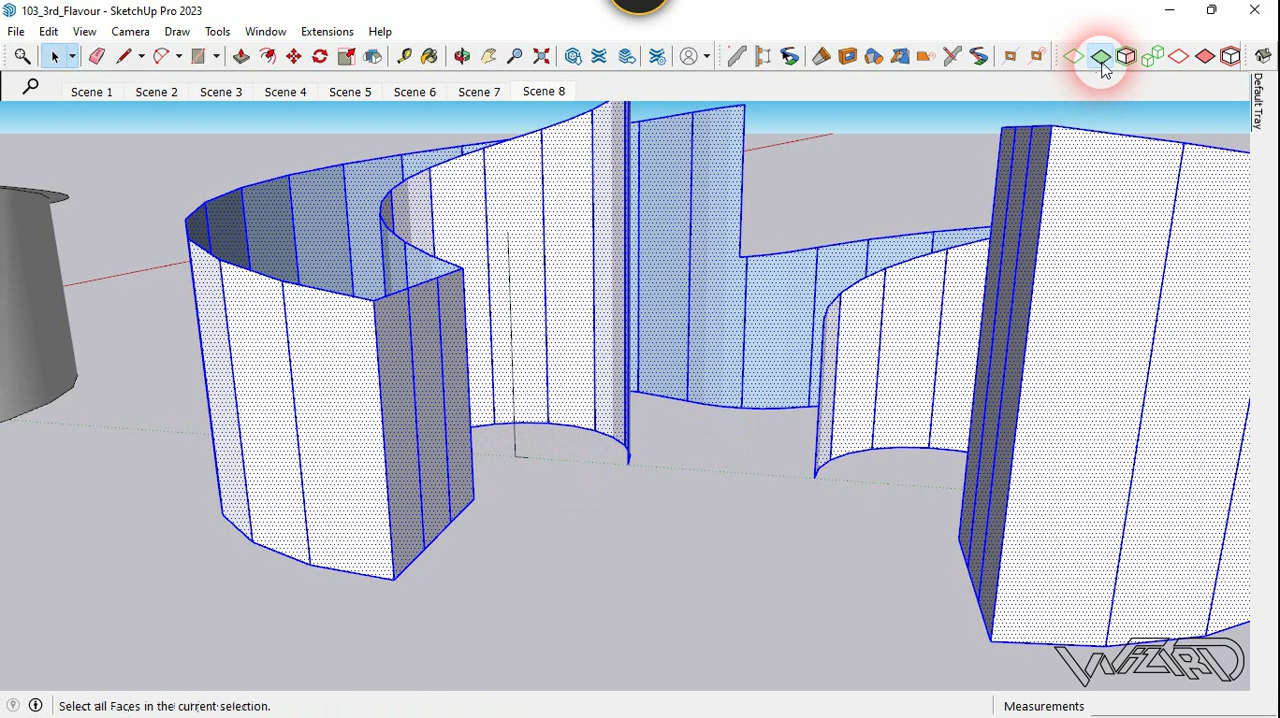 103_3rd_Flavour - SketchUp Pro 2023
File Edit View Camera Draw Tools Window Extensions Help
Scene 1 Scene 2 Scene 3 Scene 4 Scene 5 Scene 6 Scene 7 Scene 8
Default Tray
WIZARD
Select all Faces in the current selection.
Measurements